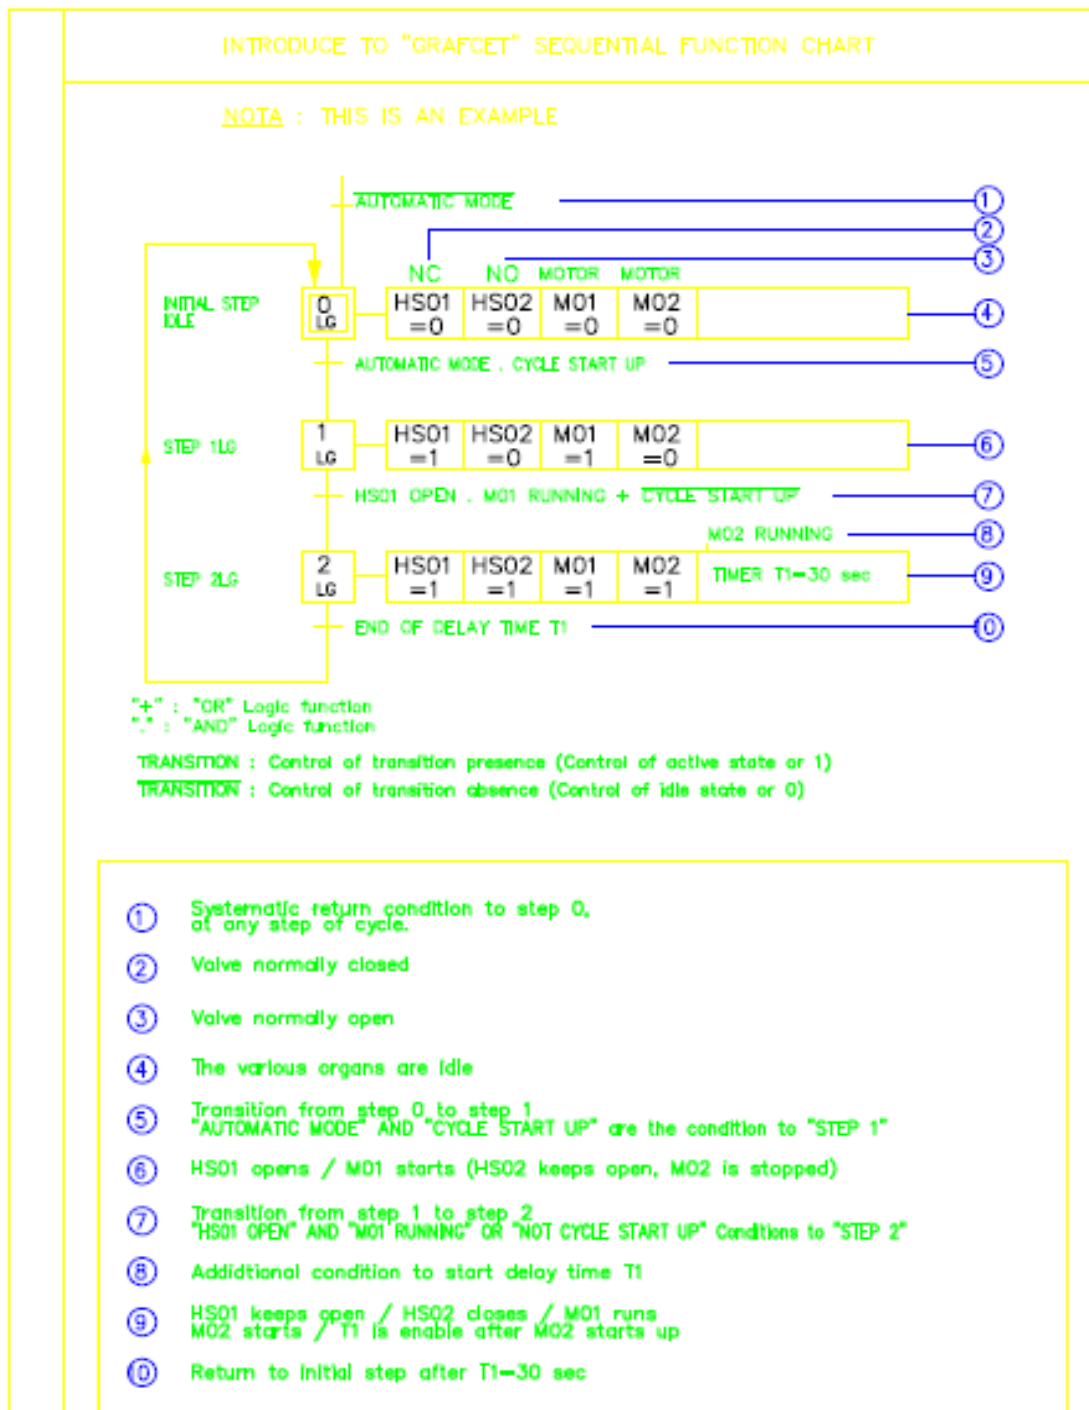 INTRODUCE TO "GRAFCET" SEQUENTIAL FUNCTION CHART
NOTA : THIS IS AN EXAMPLE
AUTOMATIC MODE
1
2
3
NC NO MOTOR MOTOR
INITIAL STEP
IDLE
0
LG
HS01 HS02 M01 M02
=0 =0 =0 =0
4
AUTOMATIC MODE . CYCLE START UP
5
STEP 1LG
1
LG
HS01 HS02 M01 M02
=1 =0 =1 =0
6
HS01 OPEN . M01 RUNNING + CYCLE START UP
7
M02 RUNNING
8
STEP 2LG
2
LG
HS01 HS02 M01 M02
=1 =1 =1 =1
TIMER T1=30 sec
9
END OF DELAY TIME T1
0
"+" : "OR" Logic function
"." : "AND" Logic function
TRANSITION : Control of transition presence (Control of active state or 1)
TRANSITION : Control of transition absence (Control of idle state or 0)
1 Systematic return condition to step 0,
at any step of cycle.
2 Valve normally closed
3 Valve normally open
4 The various organs are idle
5 Transition from step 0 to step 1
"AUTOMATIC MODE" AND "CYCLE START UP" are the condition to "STEP 1"
6 HS01 opens / M01 starts (HS02 keeps open, M02 is stopped)
7 Transition from step 1 to step 2
"HS01 OPEN" AND "M01 RUNNING" OR "NOT CYCLE START UP" Conditions to "STEP 2"
8 Addidtional condition to start delay time T1
9 HS01 keeps open / HS02 closes / M01 runs
M02 starts / T1 is enable after M02 starts up
0 Return to initial step after T1=30 sec